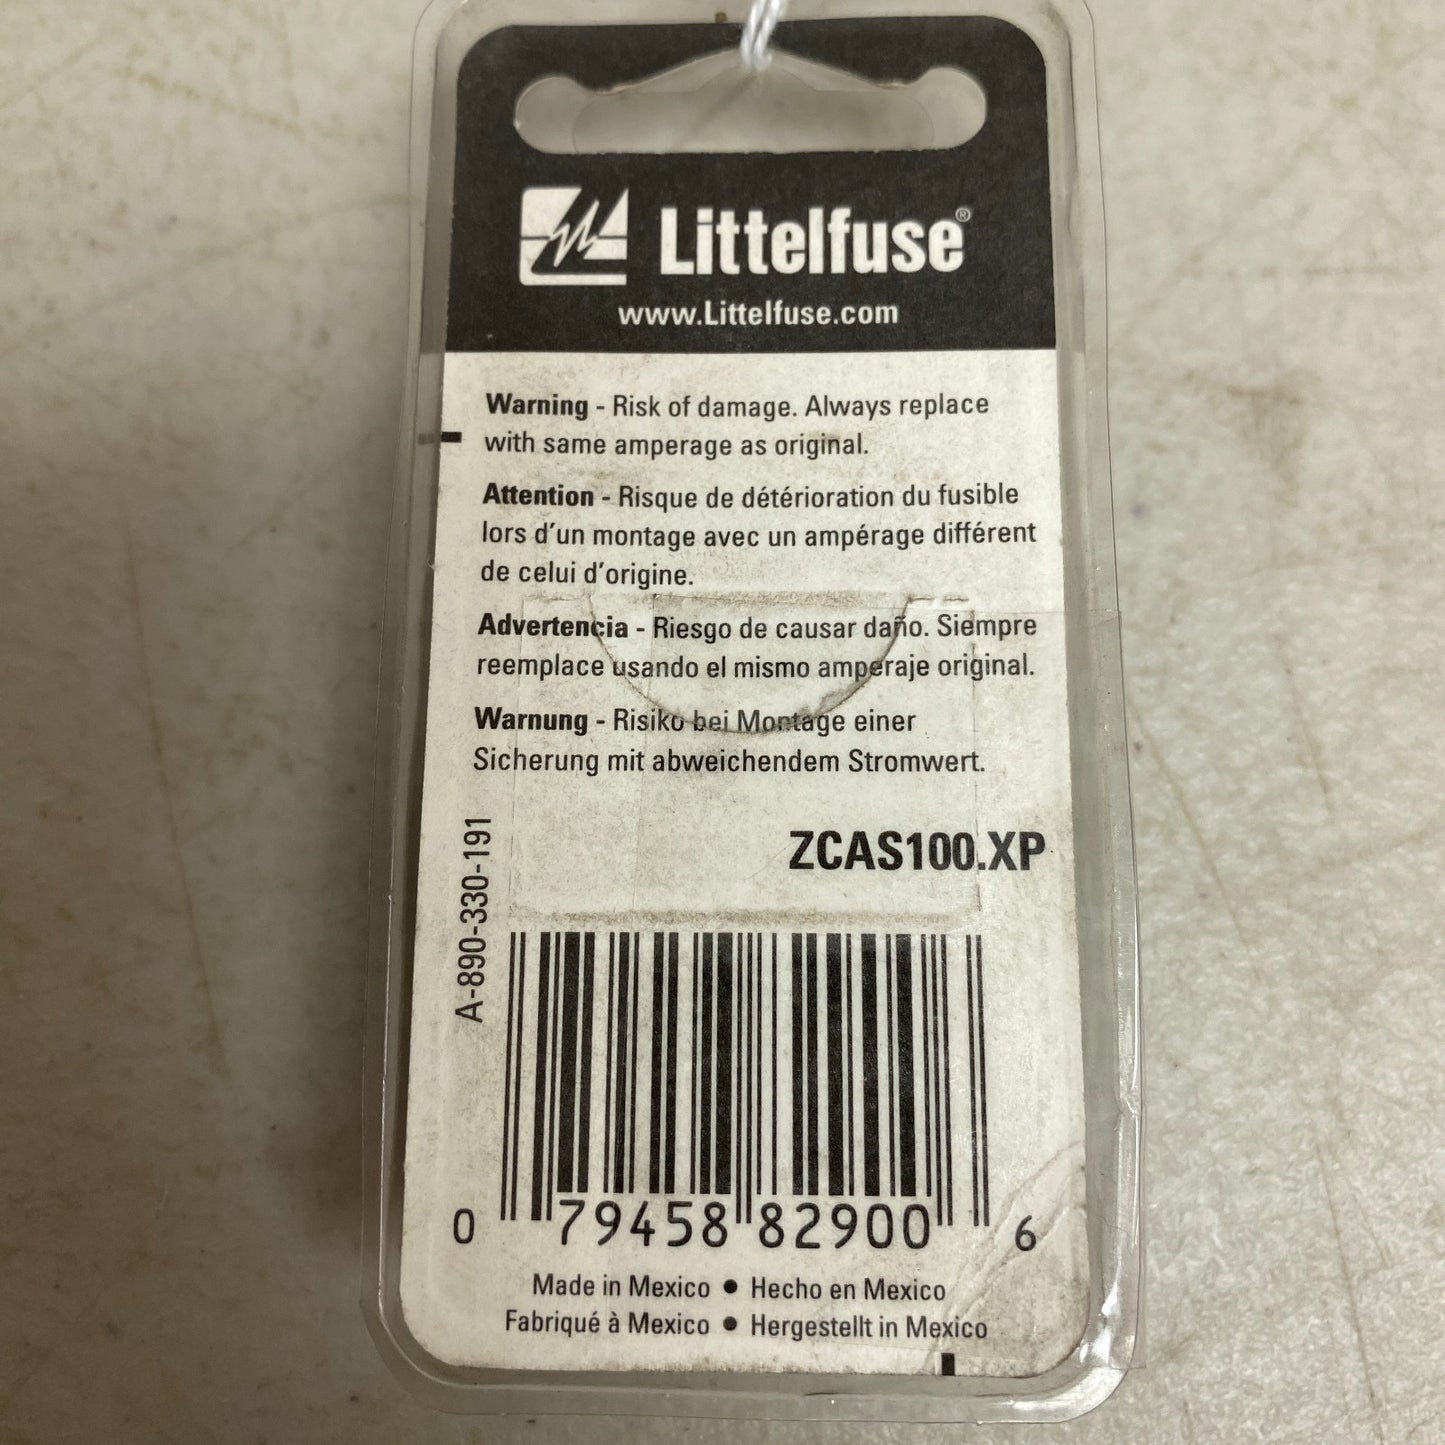 Littelfuse®
www.Littelfuse.com
Warning - Risk of damage. Always replace
with same amperage as original.
Attention - Risque de détérioration du fusible
lors d'un montage avec un ampérage différent
de celui d'origine.
Advertencia - Riesgo de causar daño. Siempre
reemplace usando el mismo amperaje original.
Warnung - Risiko bei Montage einer
Sicherung mit abweichendem Stromwert.
ZCAS100.XP
A-890-330-191
0 79458 82900 6
Made in Mexico ● Hecho en Mexico
Fabriqué à Mexico ● Hergestellt in Mexico